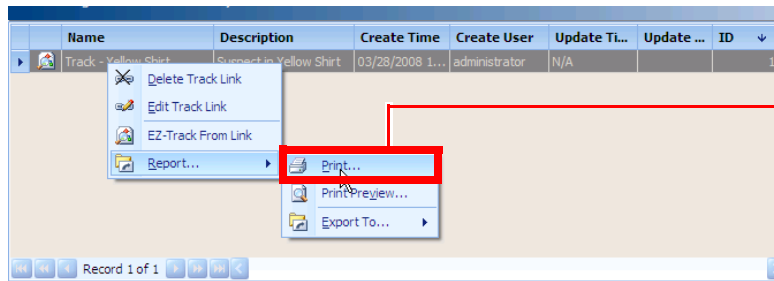 Name Description Create Time Create User Update Ti... Update ... ID
Track - Yellow Shirt Suspect in Yellow Shirt 03/28/2008 1... administrator N/A 1
Delete Track Link
Edit Track Link
EZ-Track From Link
Report...
Print...
Print Preview...
Export To...
Record 1 of 1